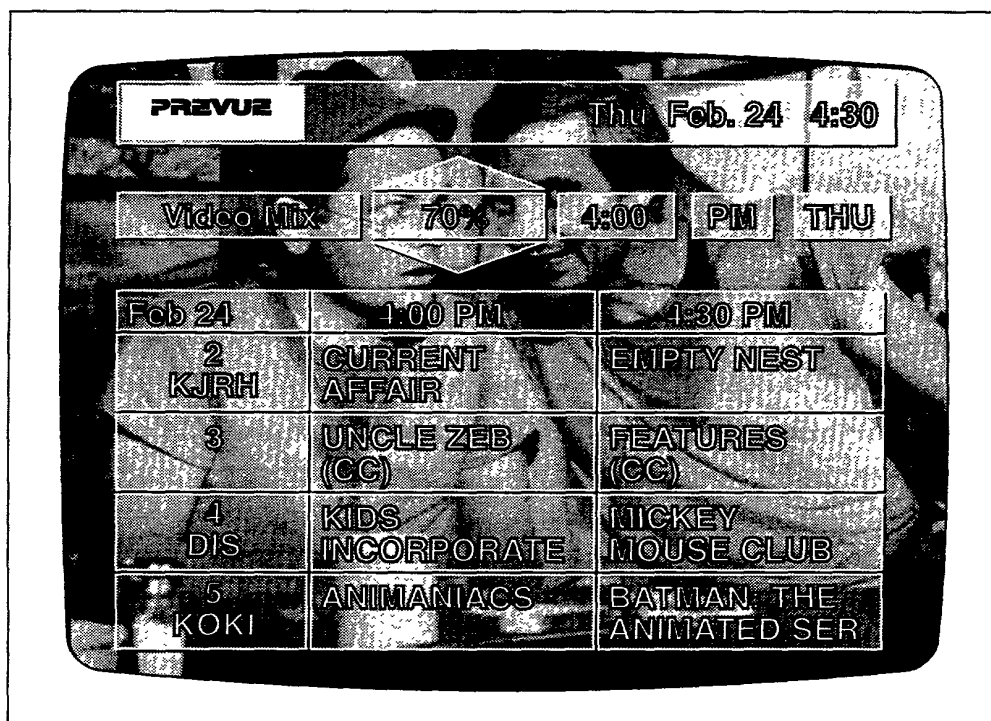 PREVUE Thu Feb. 24 4:30
Video Mix 70% 4:00 PM THU
Feb 24 4:00 PM 4:30 PM
2
KJRH
CURRENT
AFFAIR
EMPTY NEST
3
UNCLE ZEB
(CC)
FEATURES
(CC)
4
DIS
KIDS
INCORPORATE
MICKEY
MOUSE CLUB
5
KOKI
ANIMANIACS
BATMAN THE
ANIMATED SER